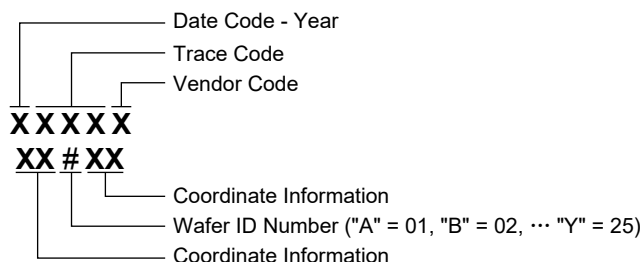 Date Code - Year
Trace Code
Vendor Code
XXXXX
XX # XX
Coordinate Information
Wafer ID Number ("A" = 01, "B" = 02, ··· "Y" = 25)
Coordinate Information